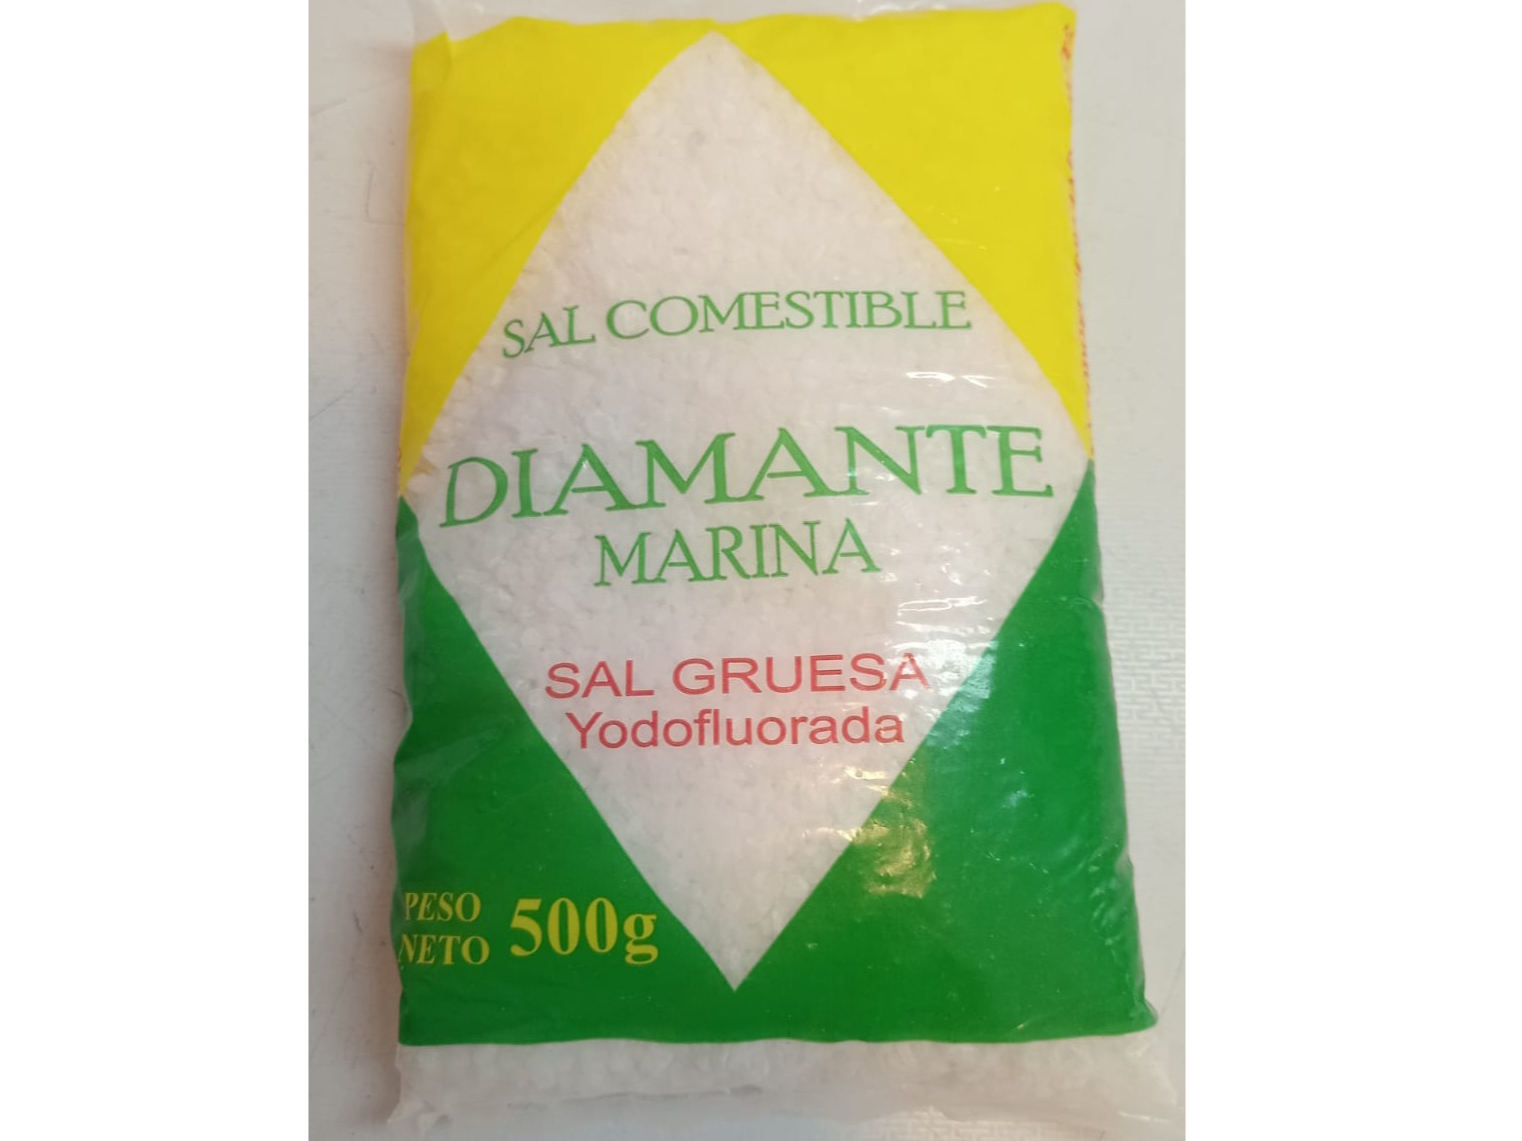 SAL COMESTIBLE
DIAMANTE
MARINA
SAL GRUESA
Yodofluorada
PESO
NETO 500g